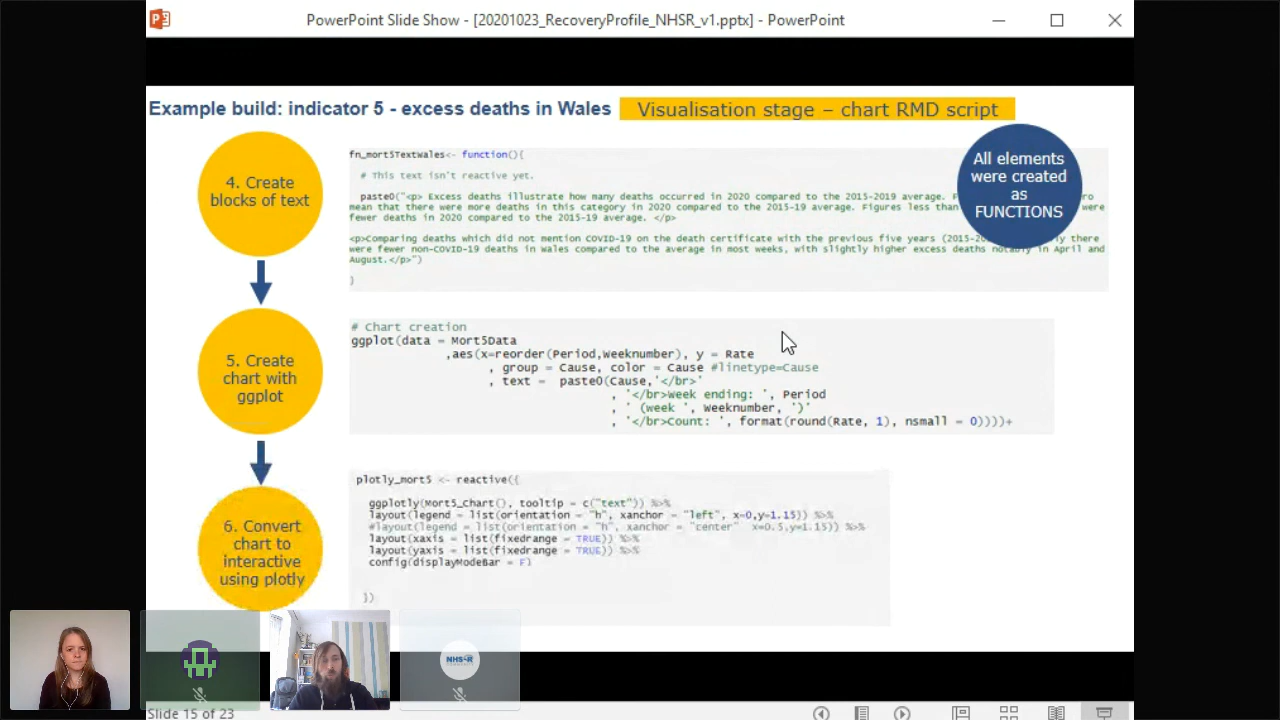 PowerPoint Slide Show - [20201023_RecoveryProfile_NHSR_v1.pptx] - PowerPoint
Example build: indicator 5 - excess deaths in Wales
Visualisation stage – chart RMD script
4. Create
blocks of text
fn_mort5TextWales<- function(){
# This text isn't reactive yet.
paste0("<p> Excess deaths illustrate how many deaths occurred in 2020 compared to the 2015-2019 average.
mean that there were more deaths in this category in 2020 compared to the 2015-19 average. Figures less than were
fewer deaths in 2020 compared to the 2015-19 average. </p>
<p>Comparing deaths which did not mention COVID-19 on the death certificate with the previous five years there
were fewer non-COVID-19 deaths in Wales compared to the average in most weeks, with slightly higher excess deaths notably in April and
August.</p>")
}
All elements
were created
as
FUNCTIONS
5. Create
chart with
ggplot
# Chart creation
ggplot(data = Mort5Data
,aes(x=reorder(Period,Weeknumber), y = Rate
, group = Cause, color = Cause #linetype=Cause
, text = paste0(Cause,'</br>'
, '</br>Week ending: ', Period
, ' (week ', Weeknumber, ')'
, '</br>Count: ', format(round(Rate, 1), nsmall = 0))))+
6. Convert
chart to
interactive
using plotly
plotly_mort5 <- reactive({
ggplotly(Mort5_Chart(), tooltip = c("text")) %>%
layout(legend = list(orientation = "h", xanchor = "left", x=0,y=1.15)) %>%
#layout(legend = list(orientation = "h", xanchor = "center" x=0.5,y=1.15)) %>%
layout(xaxis = list(fixedrange = TRUE)) %>%
layout(yaxis = list(fixedrange = TRUE)) %>%
config(displayModeBar = F)
})
NHS-R
Slide 15 of 23